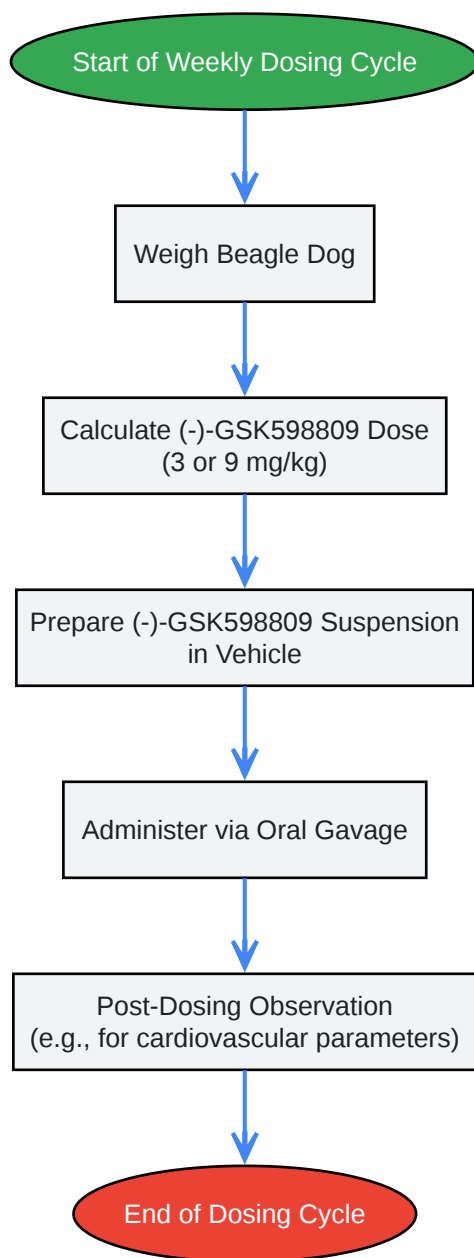 Start of Weekly Dosing Cycle
Weigh Beagle Dog
Calculate (-)-GSK598809 Dose
(3 or 9 mg/kg)
Prepare (-)-GSK598809 Suspension
in Vehicle
Administer via Oral Gavage
Post-Dosing Observation
(e.g., for cardiovascular parameters)
End of Dosing Cycle